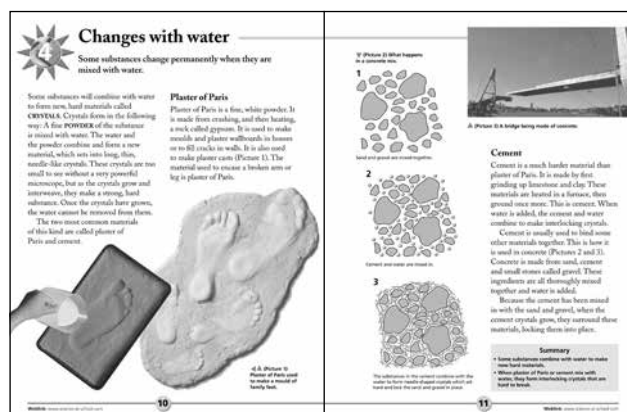 4
Changes with water
Some substances change permanently when they are
mixed with water.
Some substances will combine with water
to form new, hard materials called
CRYSTALS. Crystals form in the following
way: A fine POWDER of the substance
is mixed with water. The water and
the powder combine and form a new
material, which sets into long, thin,
needle-like crystals. These crystals are too
small to see without a very powerful
microscope, but as the crystals grow and
interweave, they make a strong, hard
substance. Once the crystals have grown,
the water cannot be removed from them.
The two most common materials
of this kind are called plaster of
Paris and cement.
Plaster of Paris
Plaster of Paris is a fine, white powder. It
is made from crushing, and then heating,
a rock called gypsum. It is used to make
moulds and plaster wallboards in houses
or to fill cracks in walls. It is also used
to make plaster casts (Picture 1). The
material used to encase a broken arm or
leg is plaster of Paris.
(Picture 1)
Plaster of Paris used
to make a mould of
family feet.
10
(Picture 2) What happens
in a concrete mix.
1
Sand and gravel are mixed together.
2
Cement and water are mixed in.
3
The substances in the cement combine with the
water to form needle-shaped crystals which set
hard and lock the sand and gravel in place.
(Picture 3) A bridge being made of concrete.
Cement
Cement is a much harder material than
plaster of Paris. It is made by first
grinding up limestone and clay. These
materials are heated in a furnace, then
ground once more. This is cement. When
water is added, the cement and water
combine to make interlocking crystals.
Cement is usually used to bind some
other materials together. This is how it
is used in concrete (Pictures 2 and 3).
Concrete is made from sand, cement
and small stones called gravel. These
ingredients are all thoroughly mixed
together and water is added.
Because the cement has been mixed
in with the sand and gravel, when the
cement crystals grow, they surround these
materials, locking them into place.
Summary
• Some substances combine with water to make
new hard materials.
• When plaster of Paris or cement mix with
water, they form interlocking crystals that are
hard to break.
11